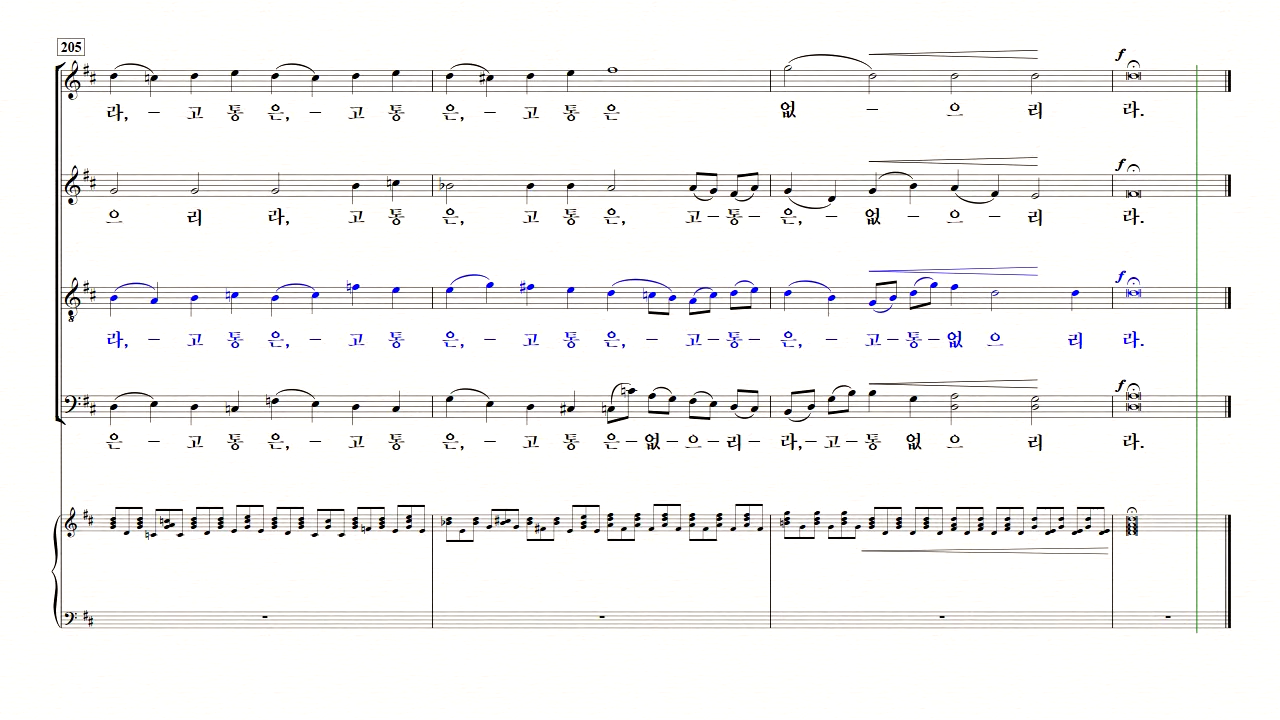 205
f
라, – 고 통 은, – 고 통 은, – 고 통 은 없 – 으 리 라.
f
으 리 라, 고 통 은, 고 통 은, 고 – 통 – 은, – 없 – 으 – 리 라.
f
라, – 고 통 은, – 고 통 은, – 고 통 은, – 고 – 통 – 은, – 고 – 통 – 없 으 리 라.
f
은 – 고 통 은, – 고 통 은, – 고 통 은 – 없 – 으 – 리 – 라, – 고 – 통 없 으 리 라.